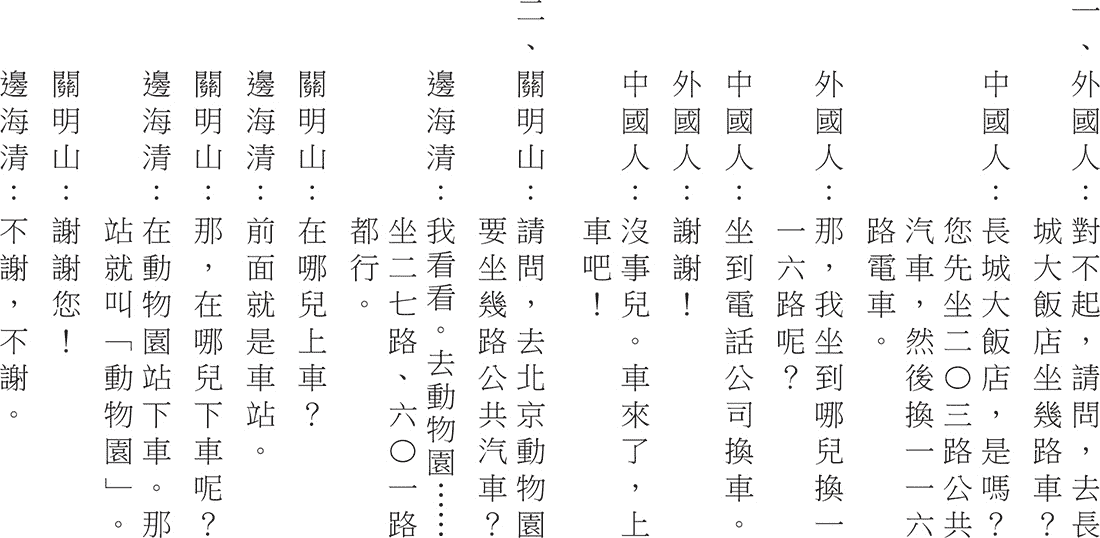 一、外國人：對不起，請問，去長
城大飯店坐幾路車？
中國人：長城大飯店，是嗎？
您先坐二〇三路公共
汽車，然後換一一六
路電車。
外國人：那，我坐到哪兒換一
一六路呢？
中國人：坐到電話公司換車。
外國人：謝謝！
中國人：沒事兒。車來了，上
車吧！
二、關明山：請問，去北京動物園
要坐幾路公共汽車？
邊海清：我看看。去動物園……
坐二七路、六〇一路
都行。
關明山：在哪兒上車？
邊海清：前面就是車站。
關明山：那，在哪兒下車呢？
邊海清：在動物園站下車。那
站就叫「動物園」。
關明山：謝謝您！
邊海清：不謝，不謝。